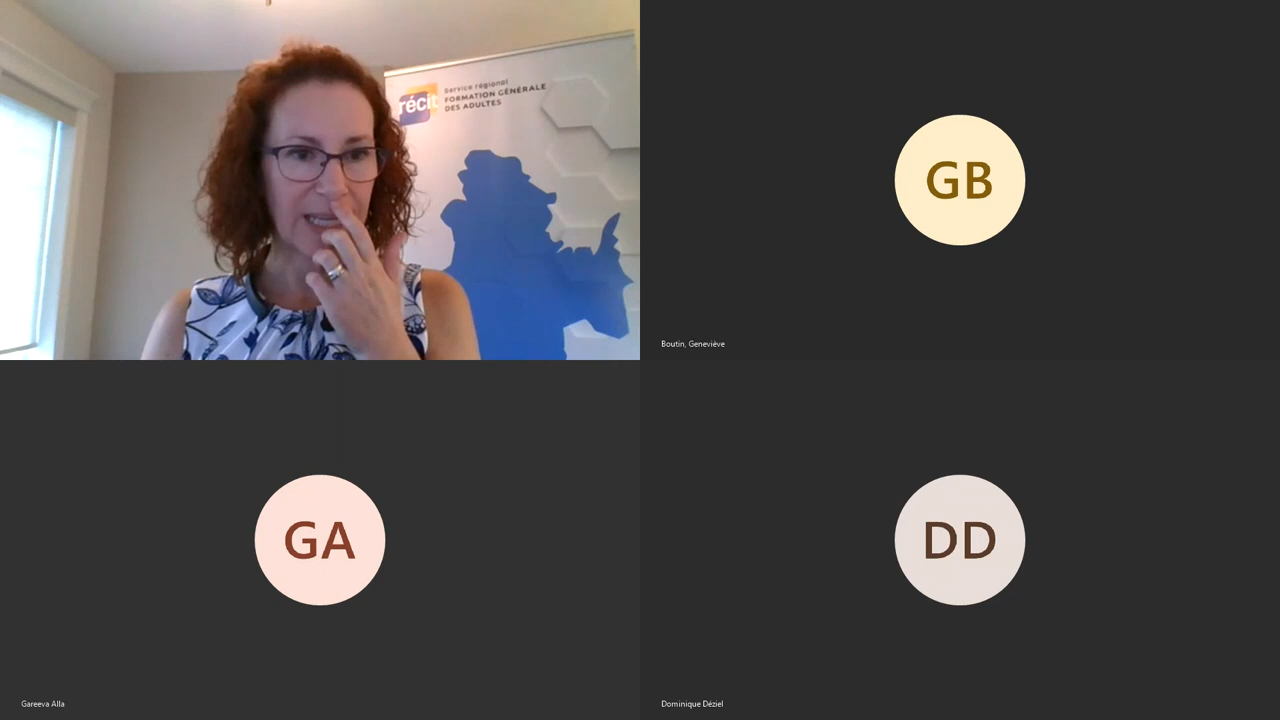 récit
Service régional
FORMATION GÉNÉRALE
DES ADULTES
GB
Boutin, Geneviève
GA
Gareeva Alla
DD
Dominique Déziel